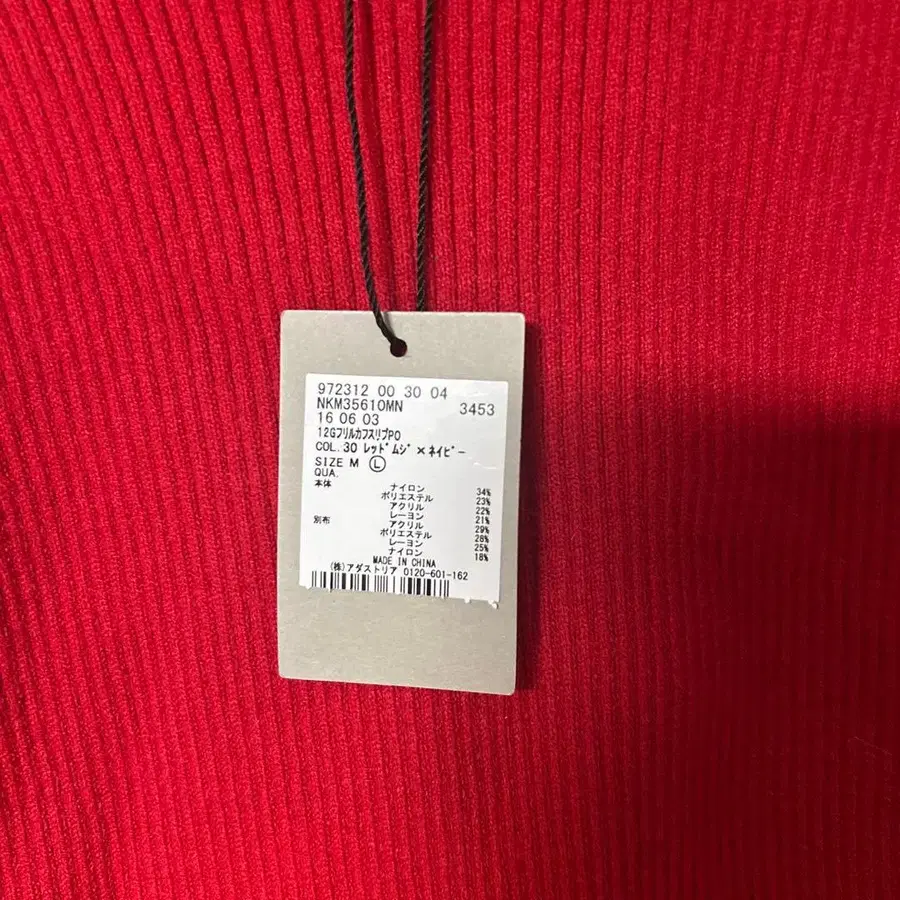 972312 00 30 04
NKM35610MN 3453
16 06 03
12GフリルカフスリブPO
COL.30 レッドムジ×ネイビー
SIZE M Ⓛ
QUA.
本体 ナイロン 34%
ポリエステル 23%
アクリル 22%
レーヨン 21%
別布 アクリル 29%
ポリエステル 28%
レーヨン 25%
ナイロン 18%
MADE IN CHINA
(株)アダストリア 0120-601-162